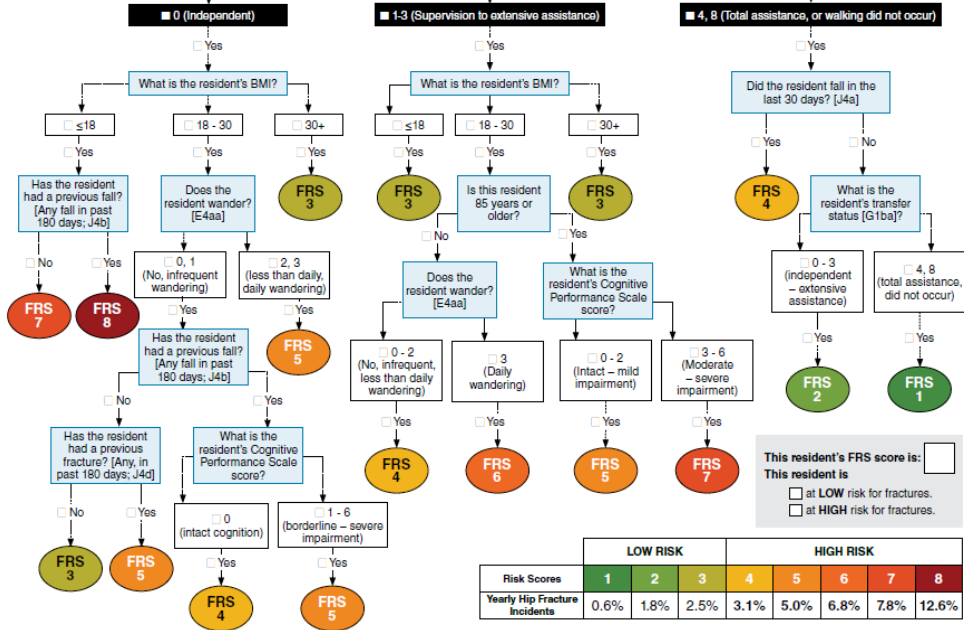 ■ 0 (Independent)
■ 1-3 (Supervision to extensive assistance)
■ 4, 8 (Total assistance, or walking did not occur)
□ Yes
□ Yes
□ Yes
What is the resident's BMI?
What is the resident's BMI?
Did the resident fall in the
last 30 days? [J4a]
□ ≤18
□ 18 - 30
□ 30+
□ ≤18
□ 18 - 30
□ 30+
□ Yes
□ Yes
□ Yes
□ Yes
□ Yes
□ Yes
□ Yes
□ No
Has the resident
had a previous fall?
[Any fall in past
180 days; J4b]
Does the
resident wander?
[E4aa]
FRS
3
FRS
3
Is this resident
85 years or
older?
FRS
3
FRS
4
What is the
resident's transfer
status [G1ba]?
□ No
□ Yes
□ 0, 1
(No, infrequent
wandering)
□ 2, 3
(less than daily,
daily wandering)
□ No
□ Yes
□ 0 - 3
(independent
– extensive
assistance)
□ 4, 8
(total assistance,
did not occur)
FRS
7
FRS
8
□ Yes
□ Yes
Does the
resident wander?
[E4aa]
What is the
resident's Cognitive
Performance Scale
score?
□ Yes
□ Yes
Has the resident
had a previous fall?
[Any fall in past
180 days; J4b]
FRS
5
□ 0 - 2
(No, infrequent,
less than daily
wandering)
□ 3
(Daily
wandering)
□ 0 - 2
(Intact – mild
impairment)
□ 3 - 6
(Moderate
– severe
impairment)
FRS
2
FRS
1
□ No
□ Yes
□ Yes
□ Yes
□ Yes
□ Yes
Has the resident
had a previous
fracture? [Any, in
past 180 days; J4d]
What is the
resident's Cognitive
Performance Scale
score?
FRS
4
FRS
6
FRS
5
FRS
7
This resident's FRS score is:
This resident is
□ at LOW risk for fractures.
□ at HIGH risk for fractures.
□ No
□ Yes
□ 0
(intact cognition)
□ 1 - 6
(borderline – severe
impairment)
FRS
3
FRS
5
□ Yes
□ Yes
FRS
4
FRS
5
LOW RISK HIGH RISK
Risk Scores 1 2 3 4 5 6 7 8
Yearly Hip Fracture
Incidents 0.6% 1.8% 2.5% 3.1% 5.0% 6.8% 7.8% 12.6%